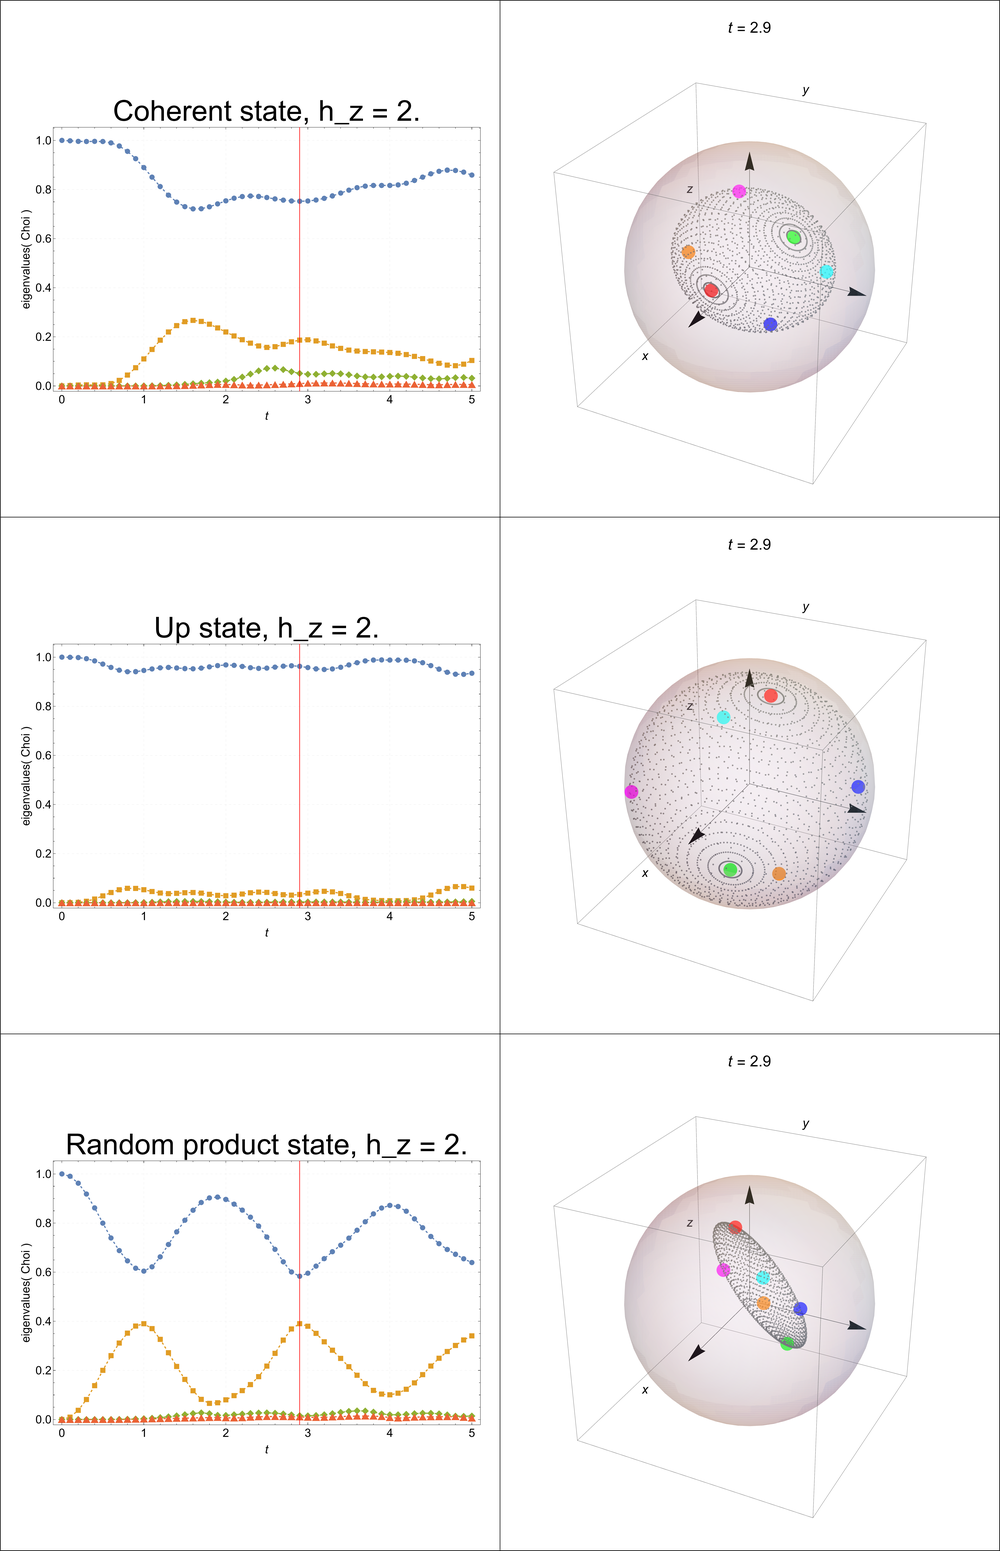 t = 2.9
Coherent state, h_z = 2.
eigenvalues( Choi )
1.0
0.8
0.6
0.4
0.2
0.0
0 1 2 3 4 5
t
y
z
x
t = 2.9
Up state, h_z = 2.
eigenvalues( Choi )
1.0
0.8
0.6
0.4
0.2
0.0
0 1 2 3 4 5
t
y
z
x
t = 2.9
Random product state, h_z = 2.
eigenvalues( Choi )
1.0
0.8
0.6
0.4
0.2
0.0
0 1 2 3 4 5
t
y
z
x